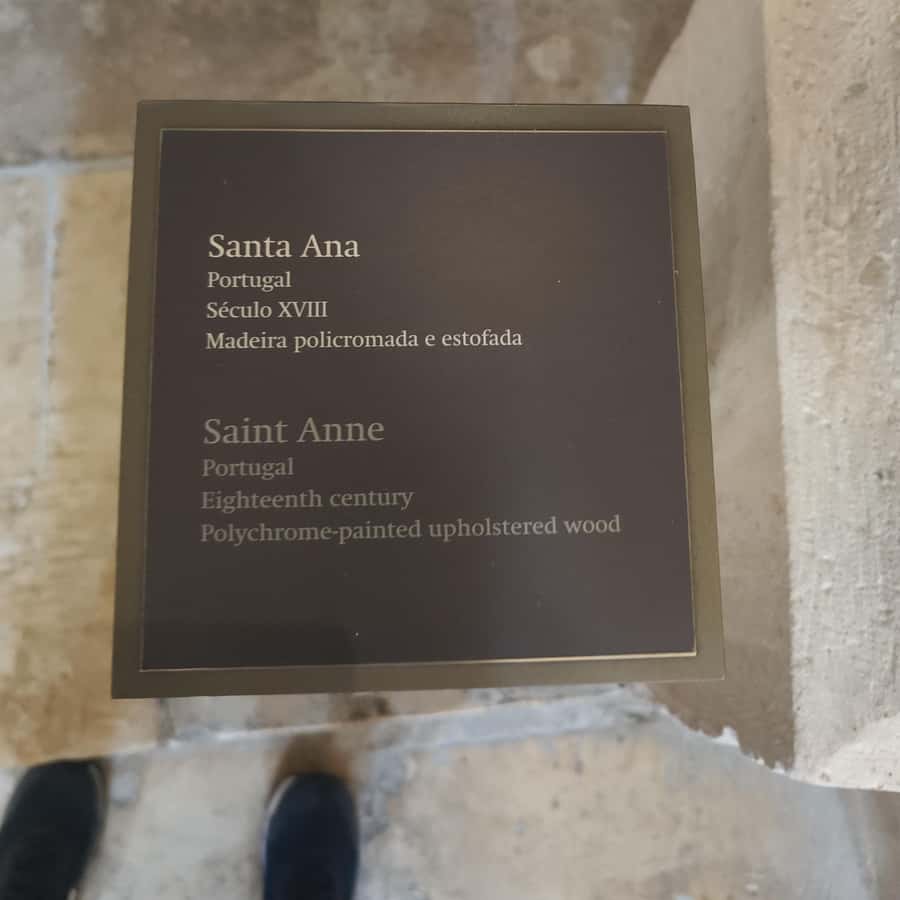 Santa Ana
Portugal
Século XVIII
Madeira policromada e estofada
Saint Anne
Portugal
Eighteenth century
Polychrome-painted upholstered wood